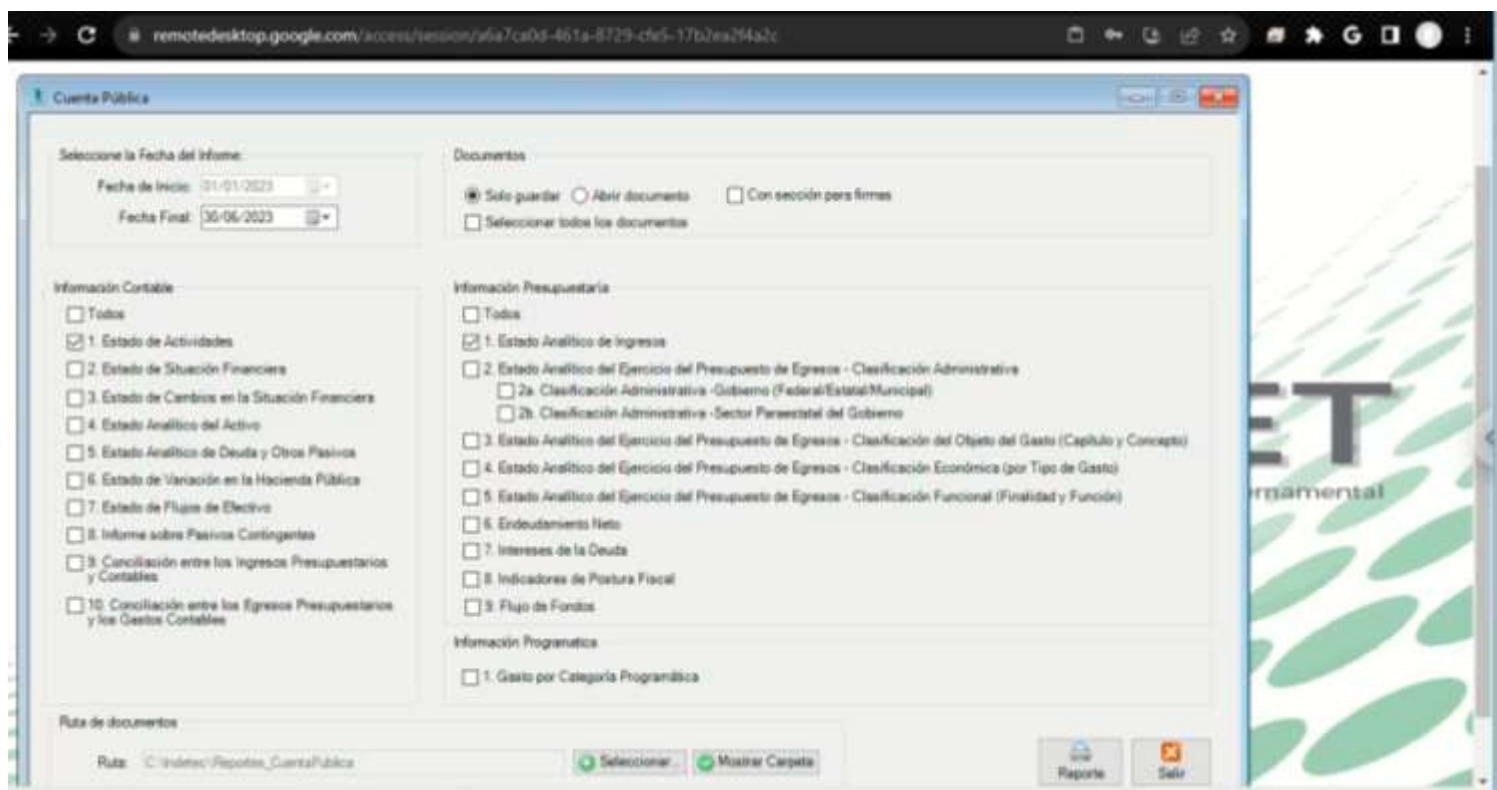 remotedesktop.google.com/access/session/a6a7ca0d-461a-8729-cfe5-17b2ea2f4a2c
Cuenta Pública
Seleccione la Fecha del Informe:
Fecha de Inicio: 01/01/2023
Fecha Final: 30/06/2023
Documentos
Solo guardar Abrir documento Con sección para firmas
Seleccionar todos los documentos
Información Contable
Todos
1. Estado de Actividades
2. Estado de Situación Financiera
3. Estado de Cambios en la Situación Financiera
4. Estado Analítico del Activo
5. Estado Analítico de Deuda y Otros Pasivos
6. Estado de Variación en la Hacienda Pública
7. Estado de Flujos de Efectivo
8. Informe sobre Pasivos Contingentes
9. Conciliación entre los Ingresos Presupuestarios
y Contables
10. Conciliación entre los Egresos Presupuestarios
y los Gastos Contables
Información Presupuestaria
Todos
1. Estado Analítico de Ingresos
2. Estado Analítico del Ejercicio del Presupuesto de Egresos - Clasificación Administrativa
2a. Clasificación Administrativa -Gobierno (Federal/Estatal/Municipal)
2b. Clasificación Administrativa -Sector Paraestatal del Gobierno
3. Estado Analítico del Ejercicio del Presupuesto de Egresos - Clasificación del Objeto del Gasto (Capítulo y Concepto)
4. Estado Analítico del Ejercicio del Presupuesto de Egresos - Clasificación Económica (por Tipo de Gasto)
5. Estado Analítico del Ejercicio del Presupuesto de Egresos - Clasificación Funcional (Finalidad y Función)
6. Endeudamiento Neto
7. Intereses de la Deuda
8. Indicadores de Postura Fiscal
9. Flujo de Fondos
Información Programatica
1. Gasto por Categoría Programática
Ruta de documentos
Ruta: C:\Indetec\Reportes_CuentaPublica
Seleccionar... Mostrar Carpeta
Reporte Salir
ET
rnamental